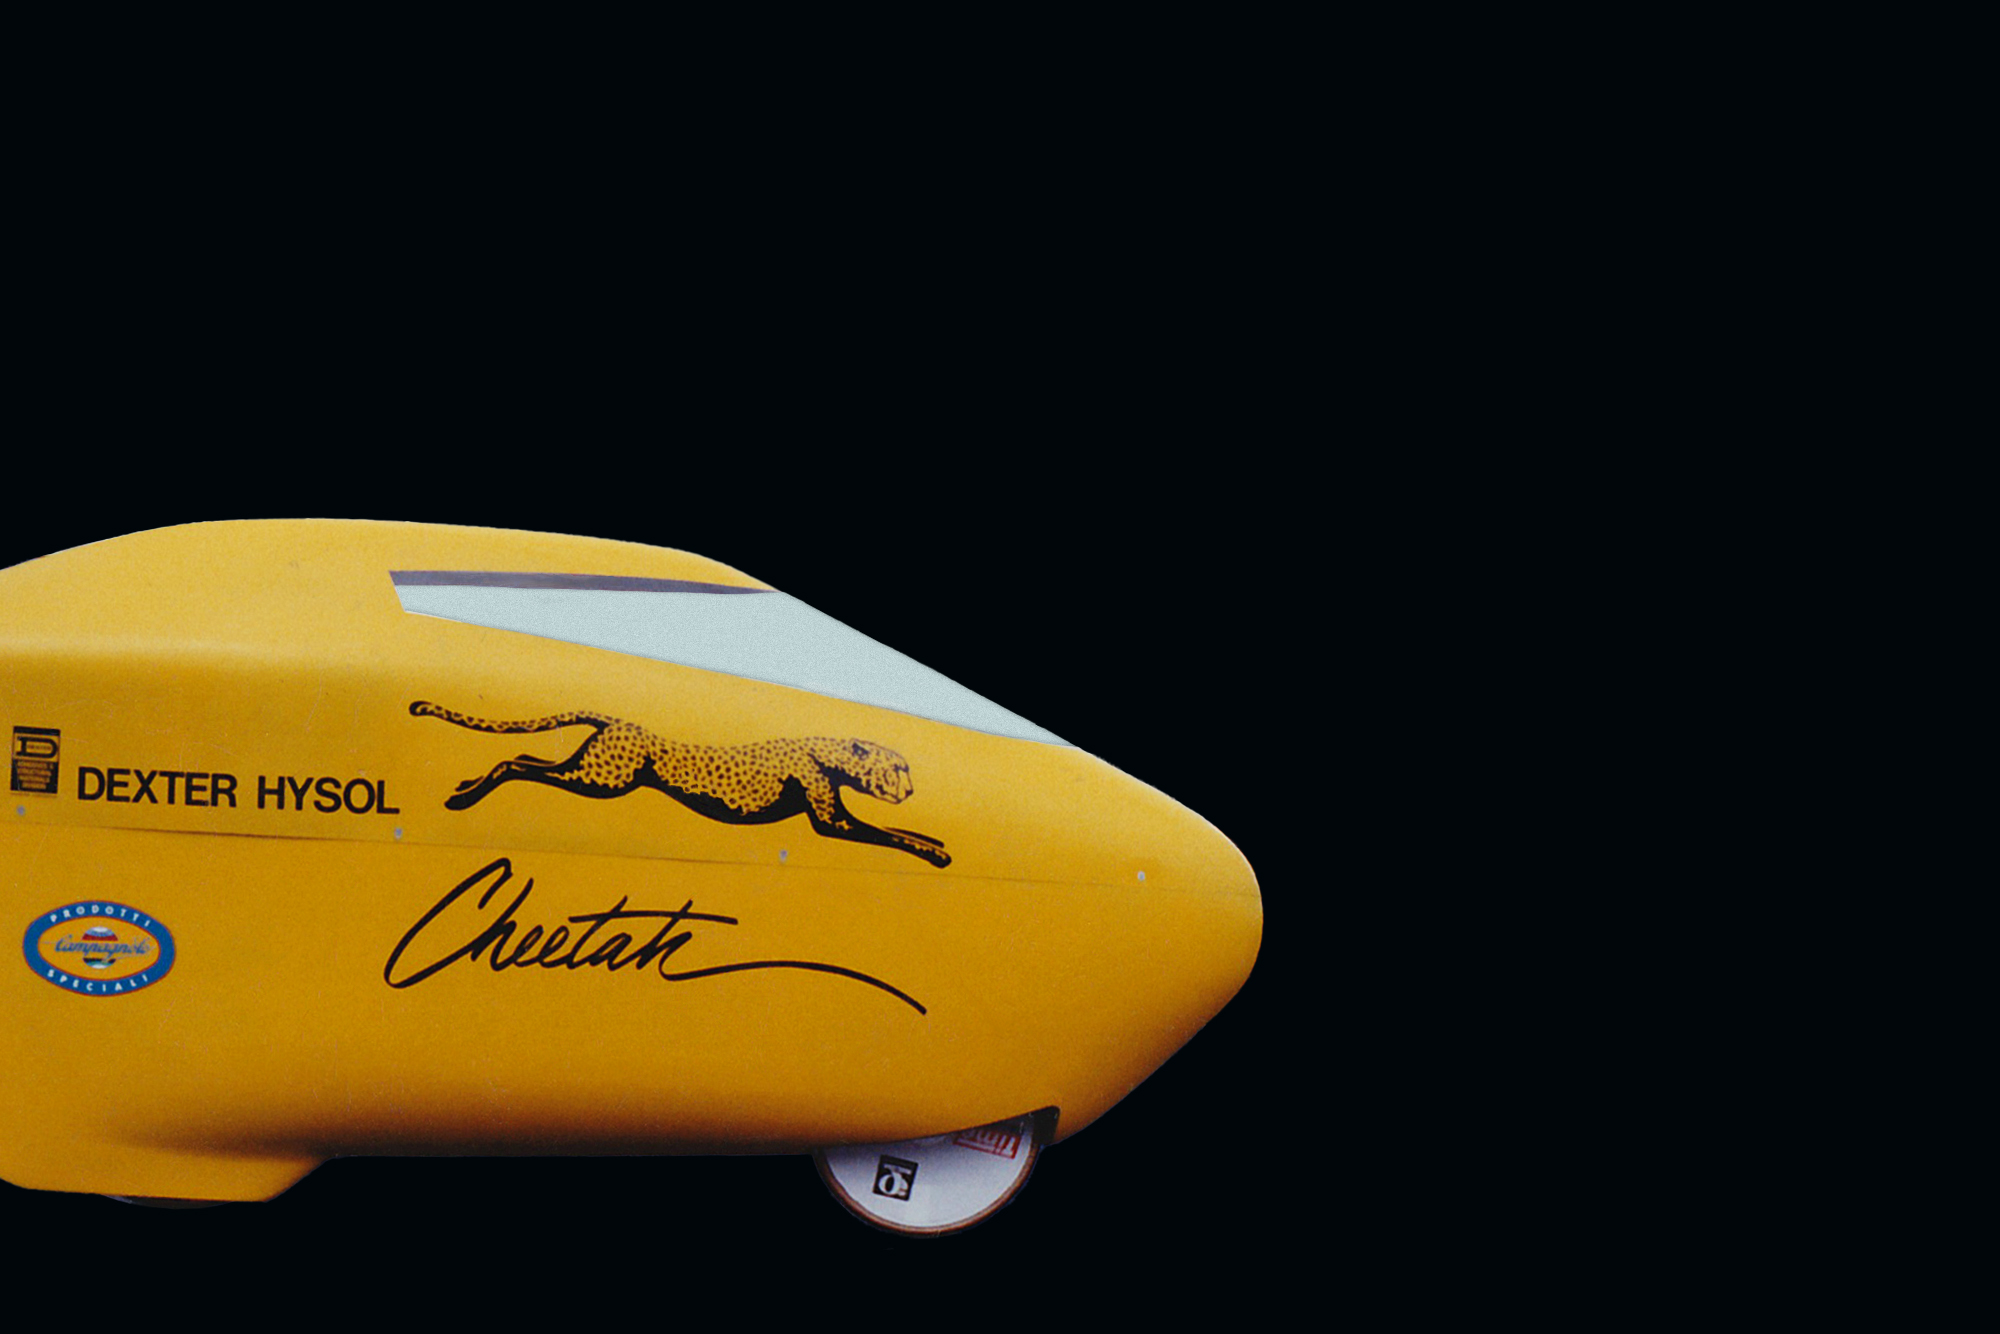 DEXTER HYSOL
Cheetah
PRODOTTI
Campagnolo
SPECIALI